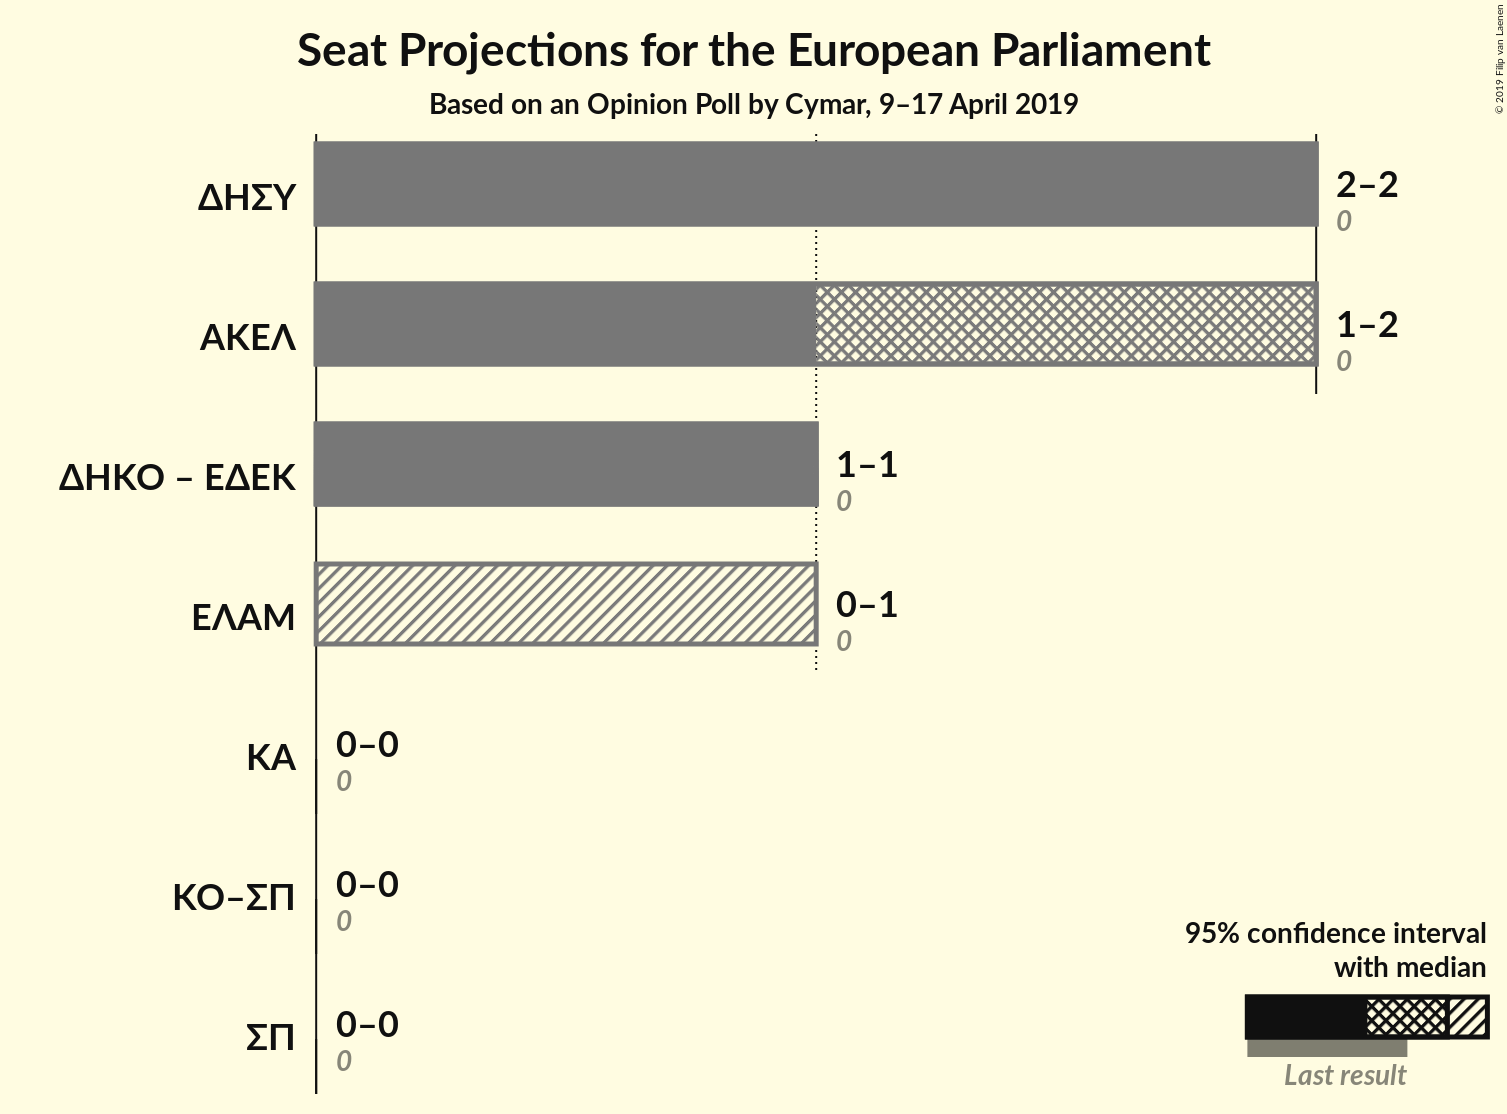 Seat Projections for the European Parliament
Based on an Opinion Poll by Cymar, 9–17 April 2019
© 2019 Filip van Laenen
ΔΗΣΥ
2–2
0
ΑΚΕΛ
1–2
0
ΔΗΚΟ – ΕΔΕΚ
1–1
0
ΕΛΑΜ
0–1
0
ΚΑ
0–0
0
ΚΟ–ΣΠ
0–0
0
ΣΠ
0–0
0
95% confidence interval
with median
Last result